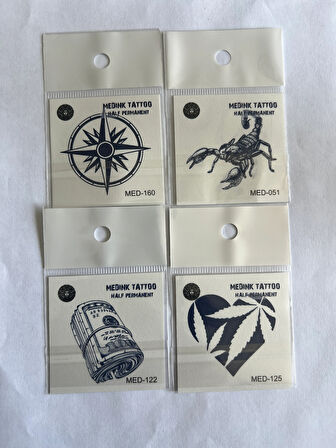 MEDINK TATTOO
HALF PERMANENT
MED-160
MEDINK TATTOO
HALF PERMANENT
MED-051
MEDINK TATTOO
HALF PERMANENT
MED-122
MEDINK TATTOO
HALF PERMANENT
MED-125